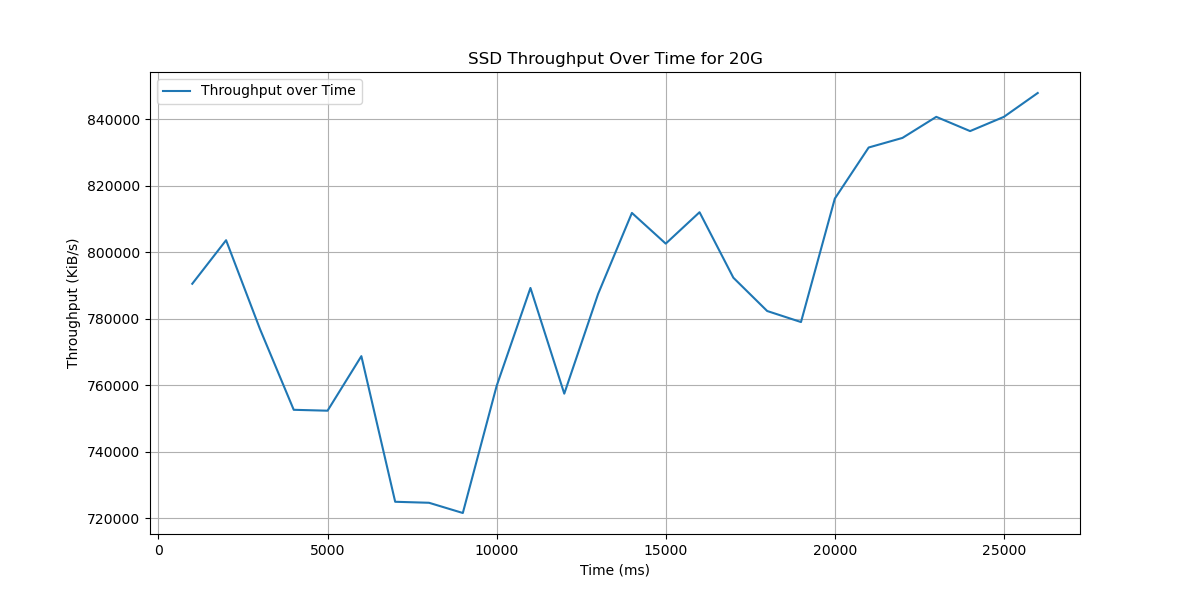 SSD Throughput Over Time for 20G
Throughput over Time
840000
820000
800000
780000
760000
740000
720000
Throughput (KiB/s)
0 5000 10000 15000 20000 25000
Time (ms)